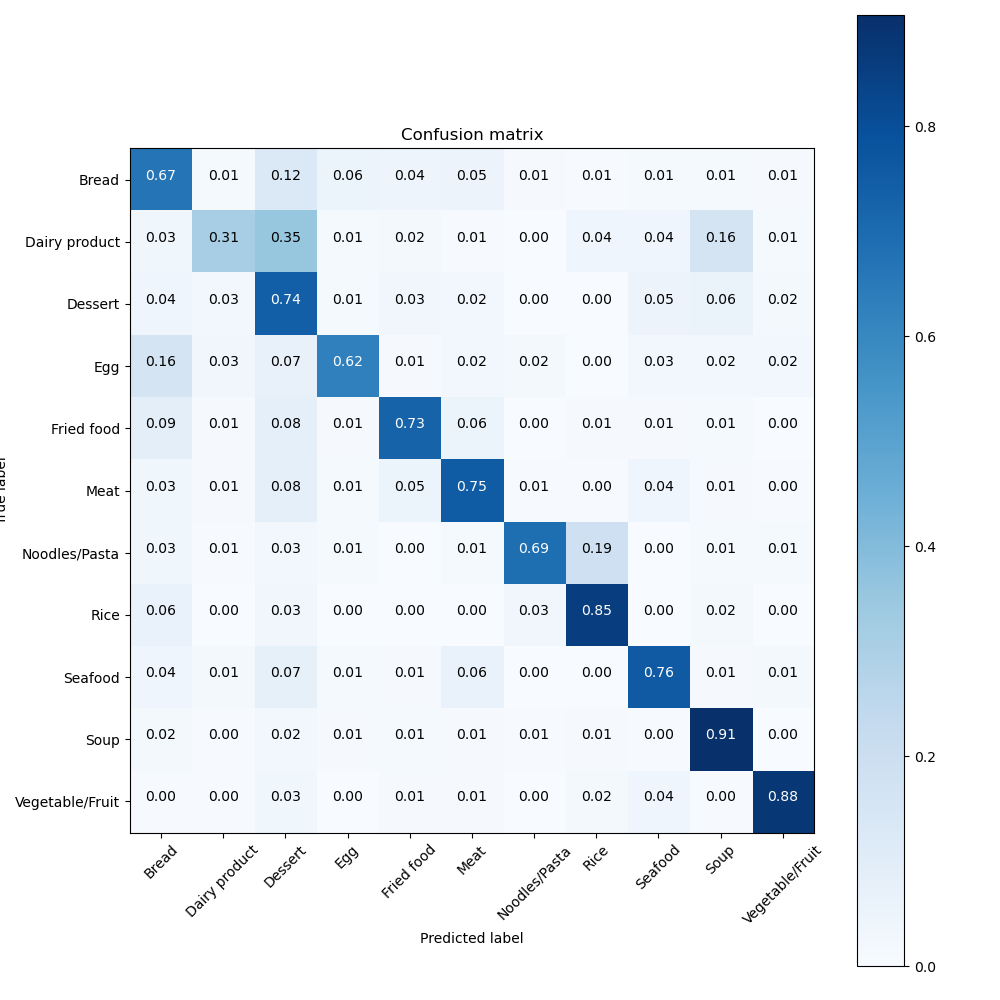 Confusion matrix
Bread 0.67 0.01 0.12 0.06 0.04 0.05 0.01 0.01 0.01 0.01 0.01
Dairy product 0.03 0.31 0.35 0.01 0.02 0.01 0.00 0.04 0.04 0.16 0.01
Dessert 0.04 0.03 0.74 0.01 0.03 0.02 0.00 0.00 0.05 0.06 0.02
Egg 0.16 0.03 0.07 0.62 0.01 0.02 0.02 0.00 0.03 0.02 0.02
Fried food 0.09 0.01 0.08 0.01 0.73 0.06 0.00 0.01 0.01 0.01 0.00
Meat 0.03 0.01 0.08 0.01 0.05 0.75 0.01 0.00 0.04 0.01 0.00
Noodles/Pasta 0.03 0.01 0.03 0.01 0.00 0.01 0.69 0.19 0.00 0.01 0.01
Rice 0.06 0.00 0.03 0.00 0.00 0.00 0.03 0.85 0.00 0.02 0.00
Seafood 0.04 0.01 0.07 0.01 0.01 0.06 0.00 0.00 0.76 0.01 0.01
Soup 0.02 0.00 0.02 0.01 0.01 0.01 0.01 0.01 0.00 0.91 0.00
Vegetable/Fruit 0.00 0.00 0.03 0.00 0.01 0.01 0.00 0.02 0.04 0.00 0.88
Bread Dairy product Dessert Egg Fried food Meat Noodles/Pasta Rice Seafood Soup Vegetable/Fruit
Predicted label
0.8
0.6
0.4
0.2
0.0